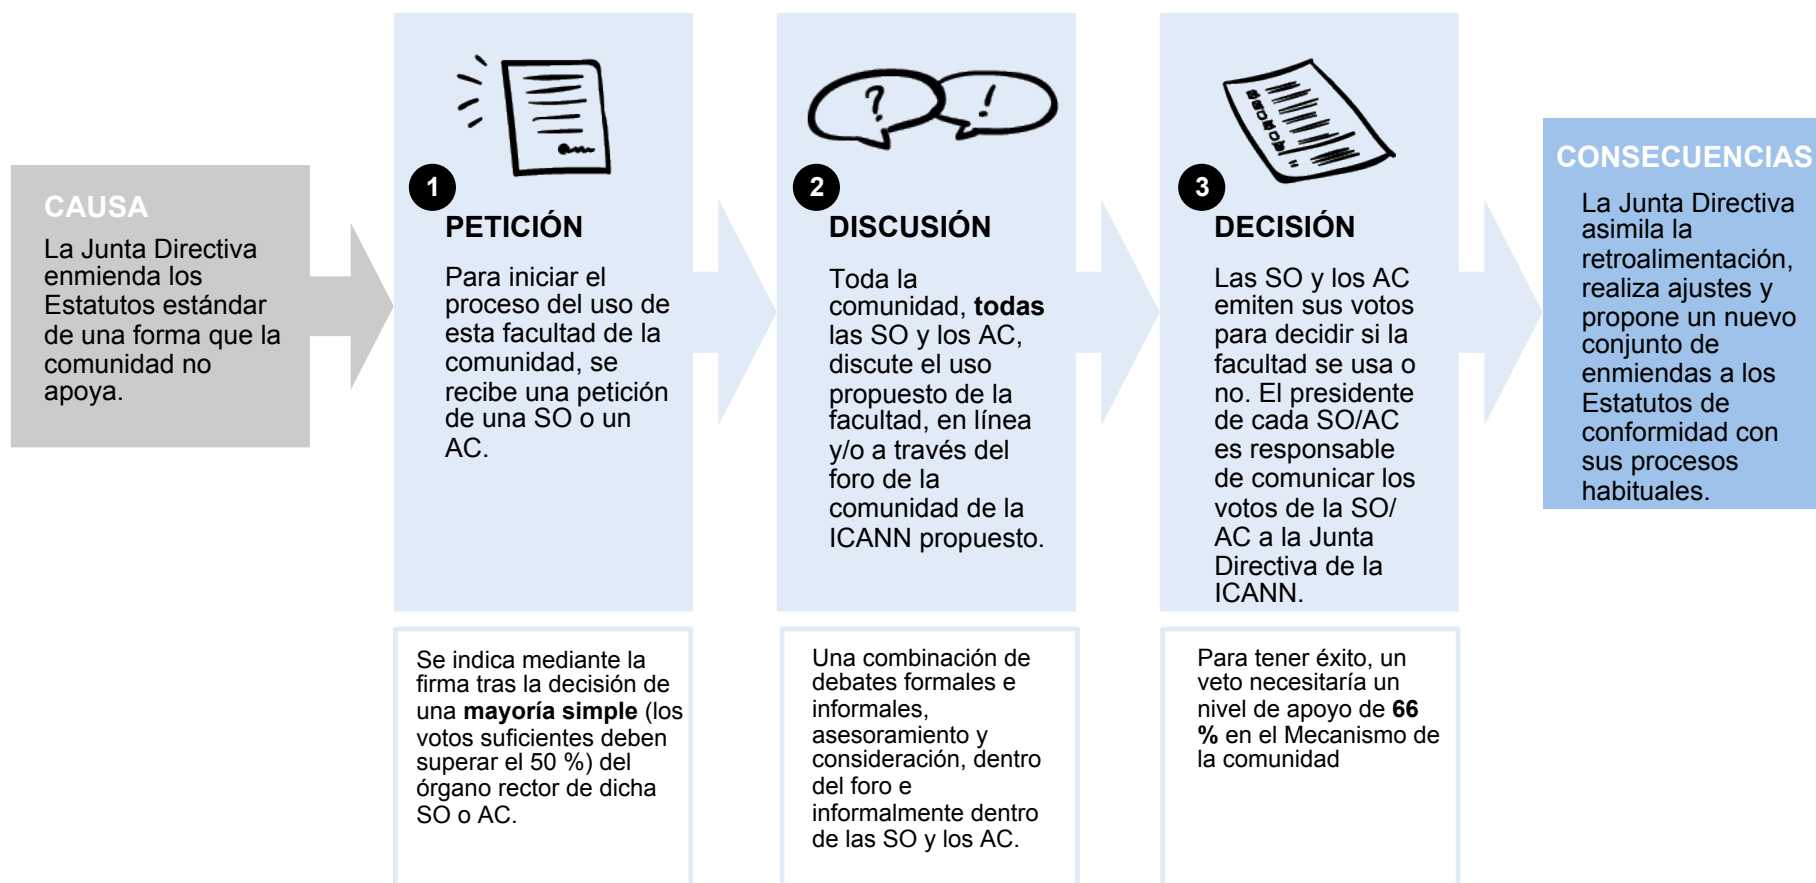 CAUSA
La Junta Directiva
enmienda los
Estatutos estándar
de una forma que la
comunidad no
apoya.
1
PETICIÓN
Para iniciar el
proceso del uso de
esta facultad de la
comunidad, se
recibe una petición
de una SO o un
AC.
Se indica mediante la
firma tras la decisión de
una mayoría simple (los
votos suficientes deben
superar el 50 %) del
órgano rector de dicha
SO o AC.
?
!
2
DISCUSIÓN
Toda la
comunidad, todas
las SO y los AC,
discute el uso
propuesto de la
facultad, en línea
y/o a través del
foro de la
comunidad de la
ICANN propuesto.
Una combinación de
debates formales e
informales,
asesoramiento y
consideración, dentro
del foro e
informalmente dentro
de las SO y los AC.
3
DECISIÓN
Las SO y los AC
emiten sus votos
para decidir si la
facultad se usa o
no. El presidente
de cada SO/AC
es responsable
de comunicar los
votos de la SO/
AC a la Junta
Directiva de la
ICANN.
Para tener éxito, un
veto necesitaría un
nivel de apoyo de 66
% en el Mecanismo de
la comunidad
CONSECUENCIAS
La Junta Directiva
asimila la
retroalimentación,
realiza ajustes y
propone un nuevo
conjunto de
enmiendas a los
Estatutos de
conformidad con
sus procesos
habituales.